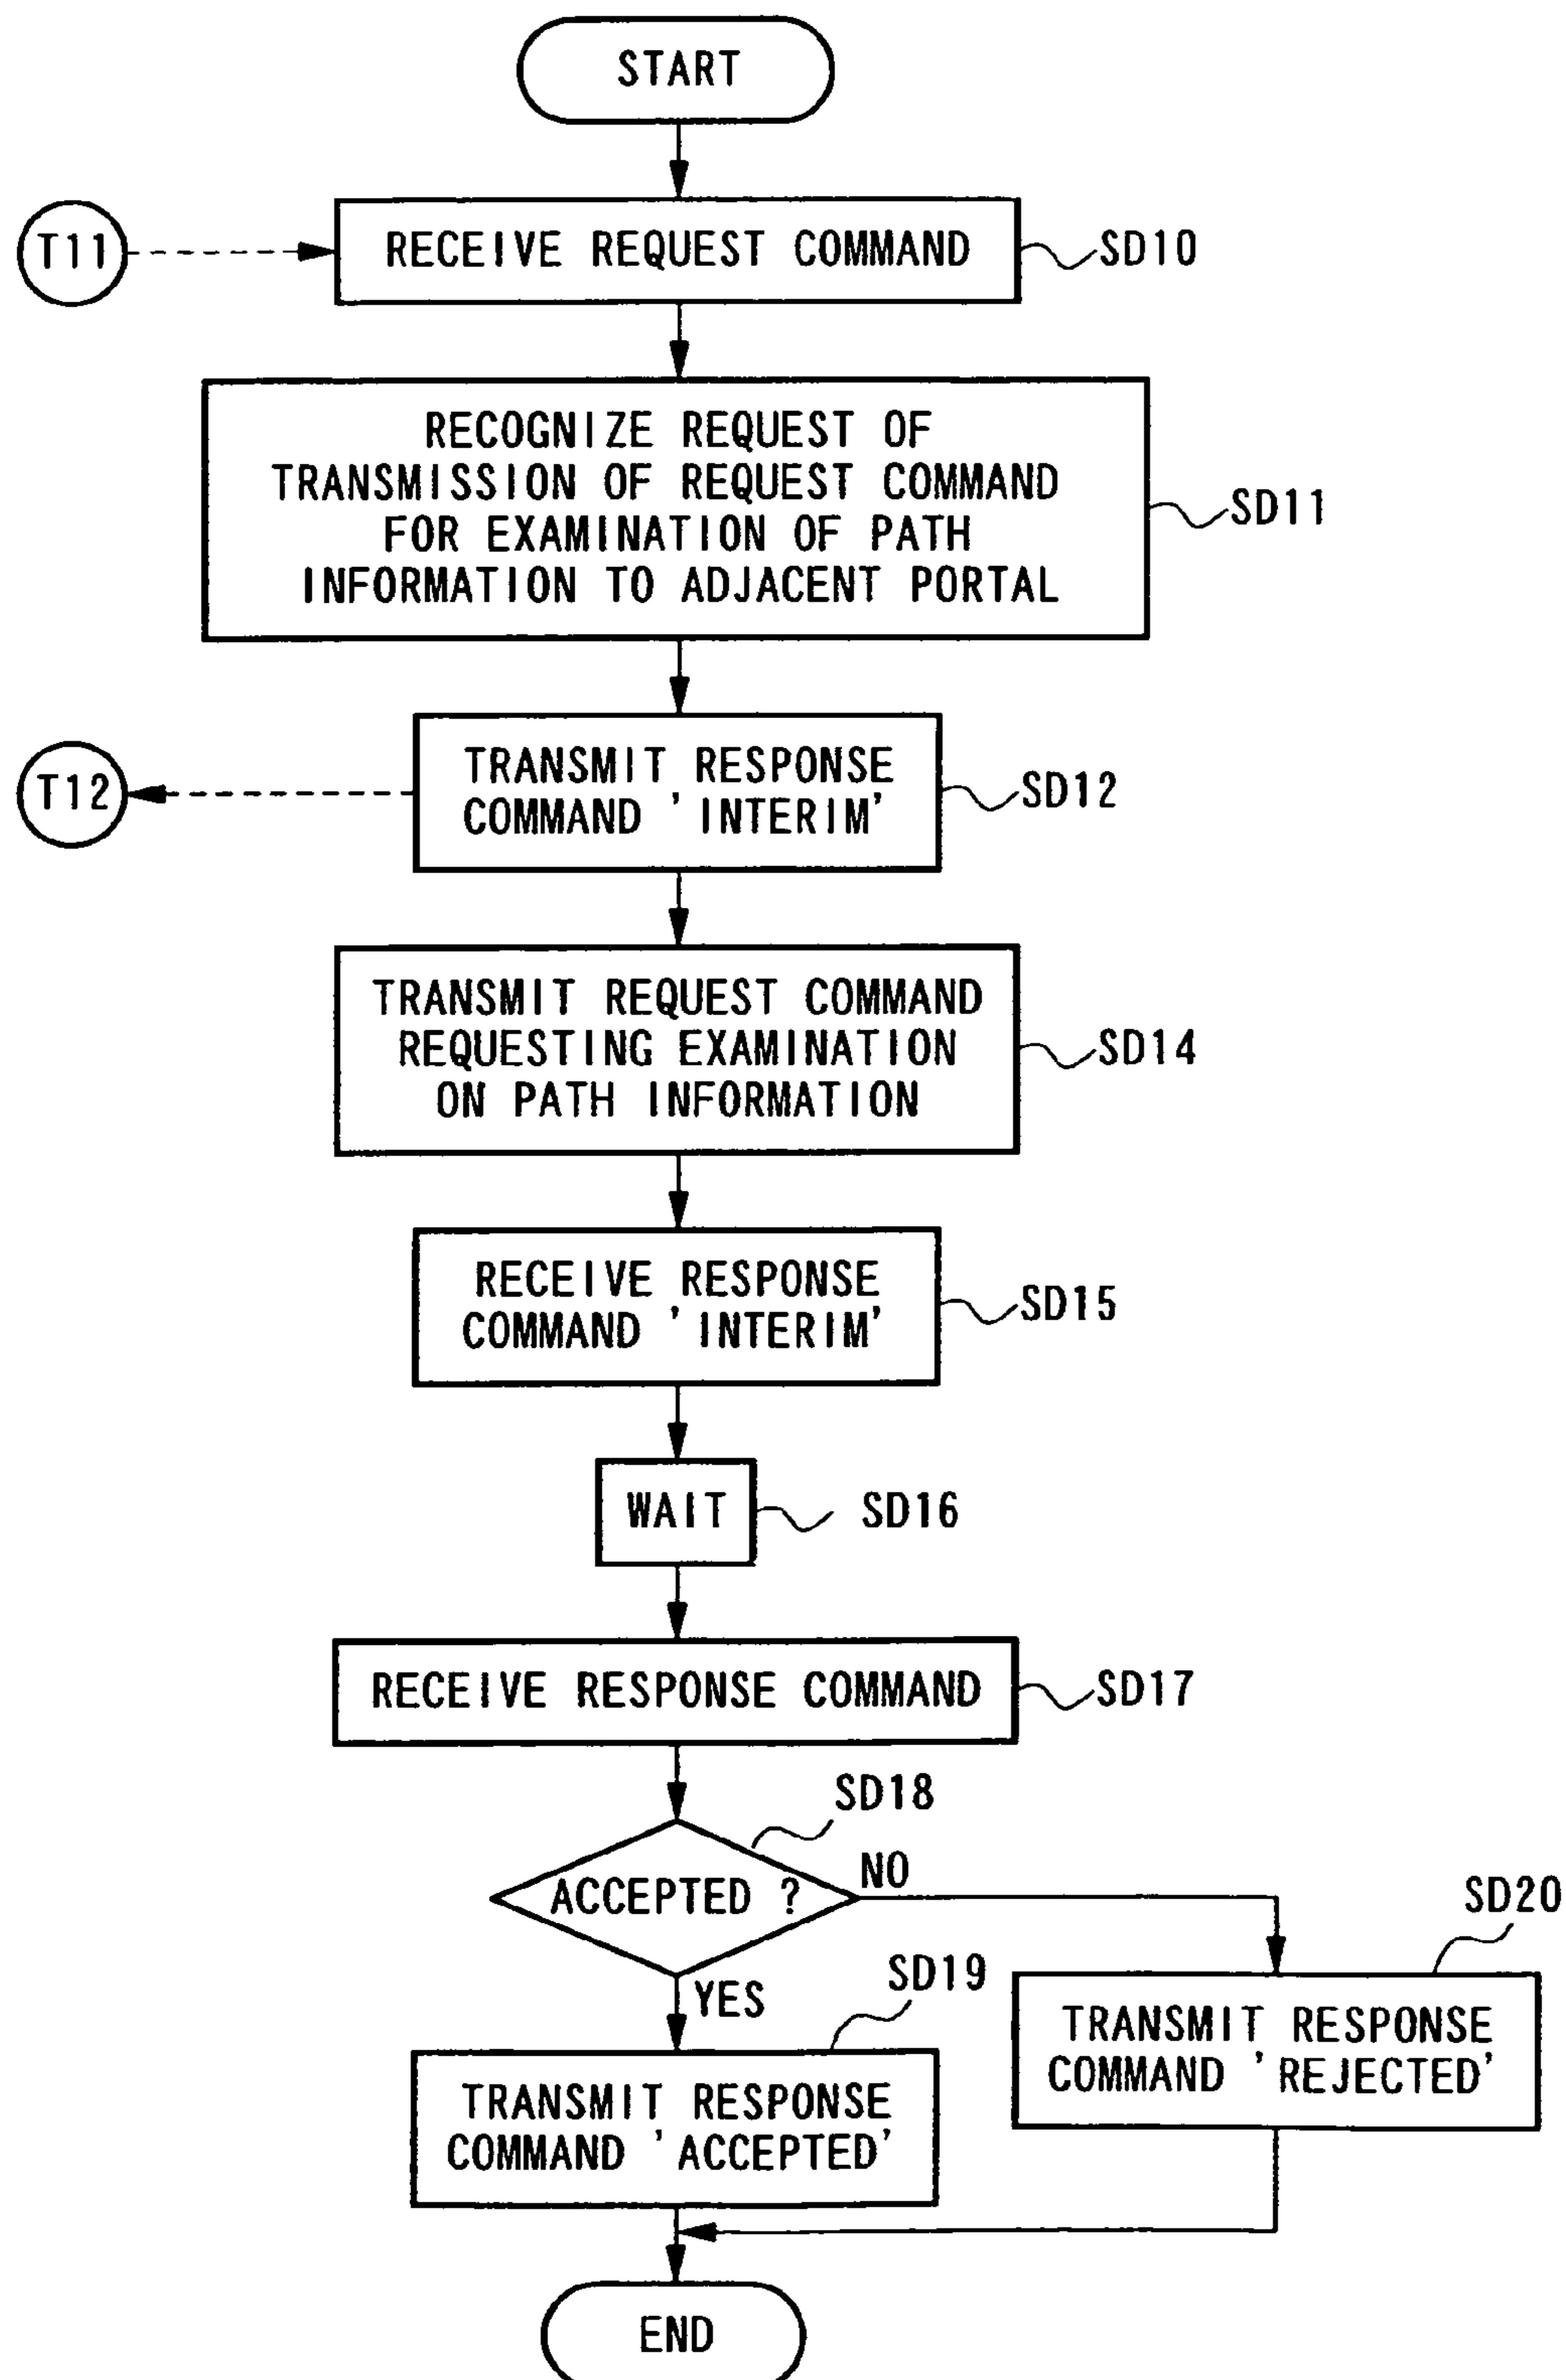 START
T11
RECEIVE REQUEST COMMAND
SD10
RECOGNIZE REQUEST OF
TRANSMISSION OF REQUEST COMMAND
FOR EXAMINATION OF PATH
INFORMATION TO ADJACENT PORTAL
SD11
T12
TRANSMIT RESPONSE
COMMAND 'INTERIM'
SD12
TRANSMIT REQUEST COMMAND
REQUESTING EXAMINATION
ON PATH INFORMATION
SD14
RECEIVE RESPONSE
COMMAND 'INTERIM'
SD15
WAIT
SD16
RECEIVE RESPONSE COMMAND
SD17
SD18
ACCEPTED ?
NO
YES
SD20
TRANSMIT RESPONSE
COMMAND 'REJECTED'
SD19
TRANSMIT RESPONSE
COMMAND 'ACCEPTED'
END